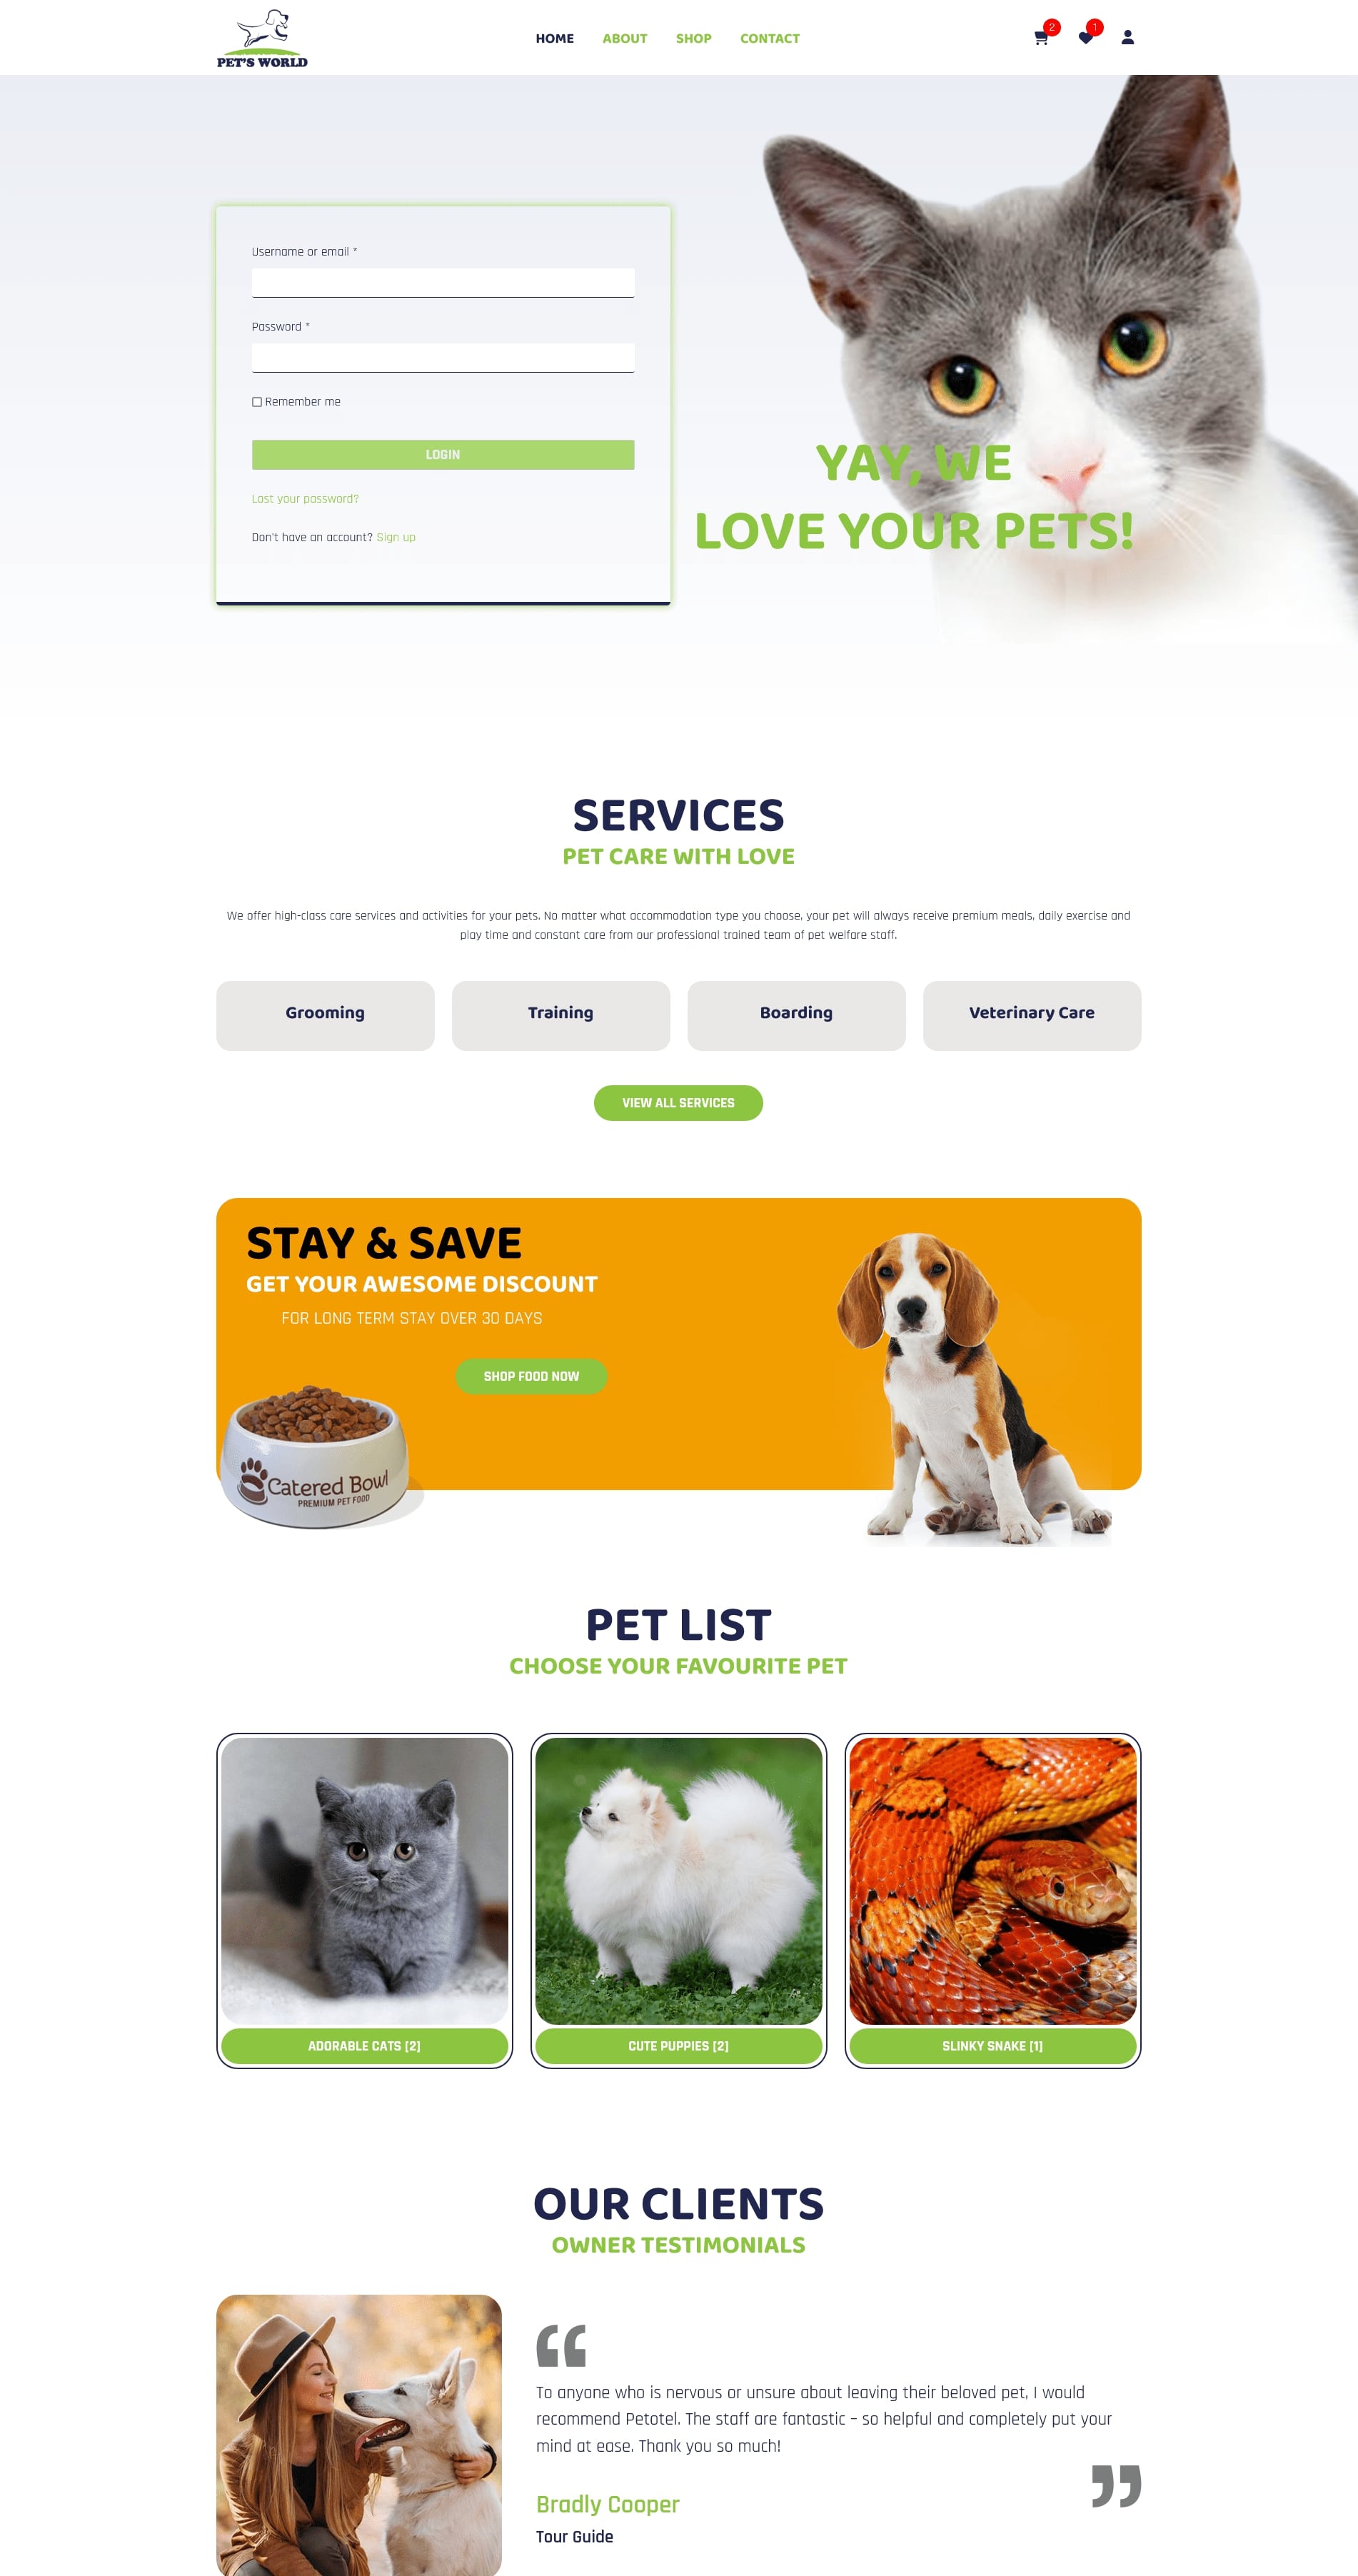 PET'S WORLD
HOME ABOUT SHOP CONTACT
2 1
Username or email *
Password *
Remember me
LOGIN
Lost your password?
Don't have an account? Sign up
YAY, WE
LOVE YOUR PETS!
SERVICES
PET CARE WITH LOVE
We offer high-class care services and activities for your pets. No matter what accommodation type you choose, your pet will always receive premium meals, daily exercise and
play time and constant care from our professional trained team of pet welfare staff.
Grooming Training Boarding Veterinary Care
VIEW ALL SERVICES
STAY & SAVE
GET YOUR AWESOME DISCOUNT
FOR LONG TERM STAY OVER 30 DAYS
SHOP FOOD NOW
Catered Bowl
PREMIUM PET FOOD
PET LIST
CHOOSE YOUR FAVOURITE PET
ADORABLE CATS [2] CUTE PUPPIES [2] SLINKY SNAKE [1]
OUR CLIENTS
OWNER TESTIMONIALS
“
To anyone who is nervous or unsure about leaving their beloved pet, I would
recommend Petotel. The staff are fantastic – so helpful and completely put your
mind at ease. Thank you so much!
”
Bradly Cooper
Tour Guide